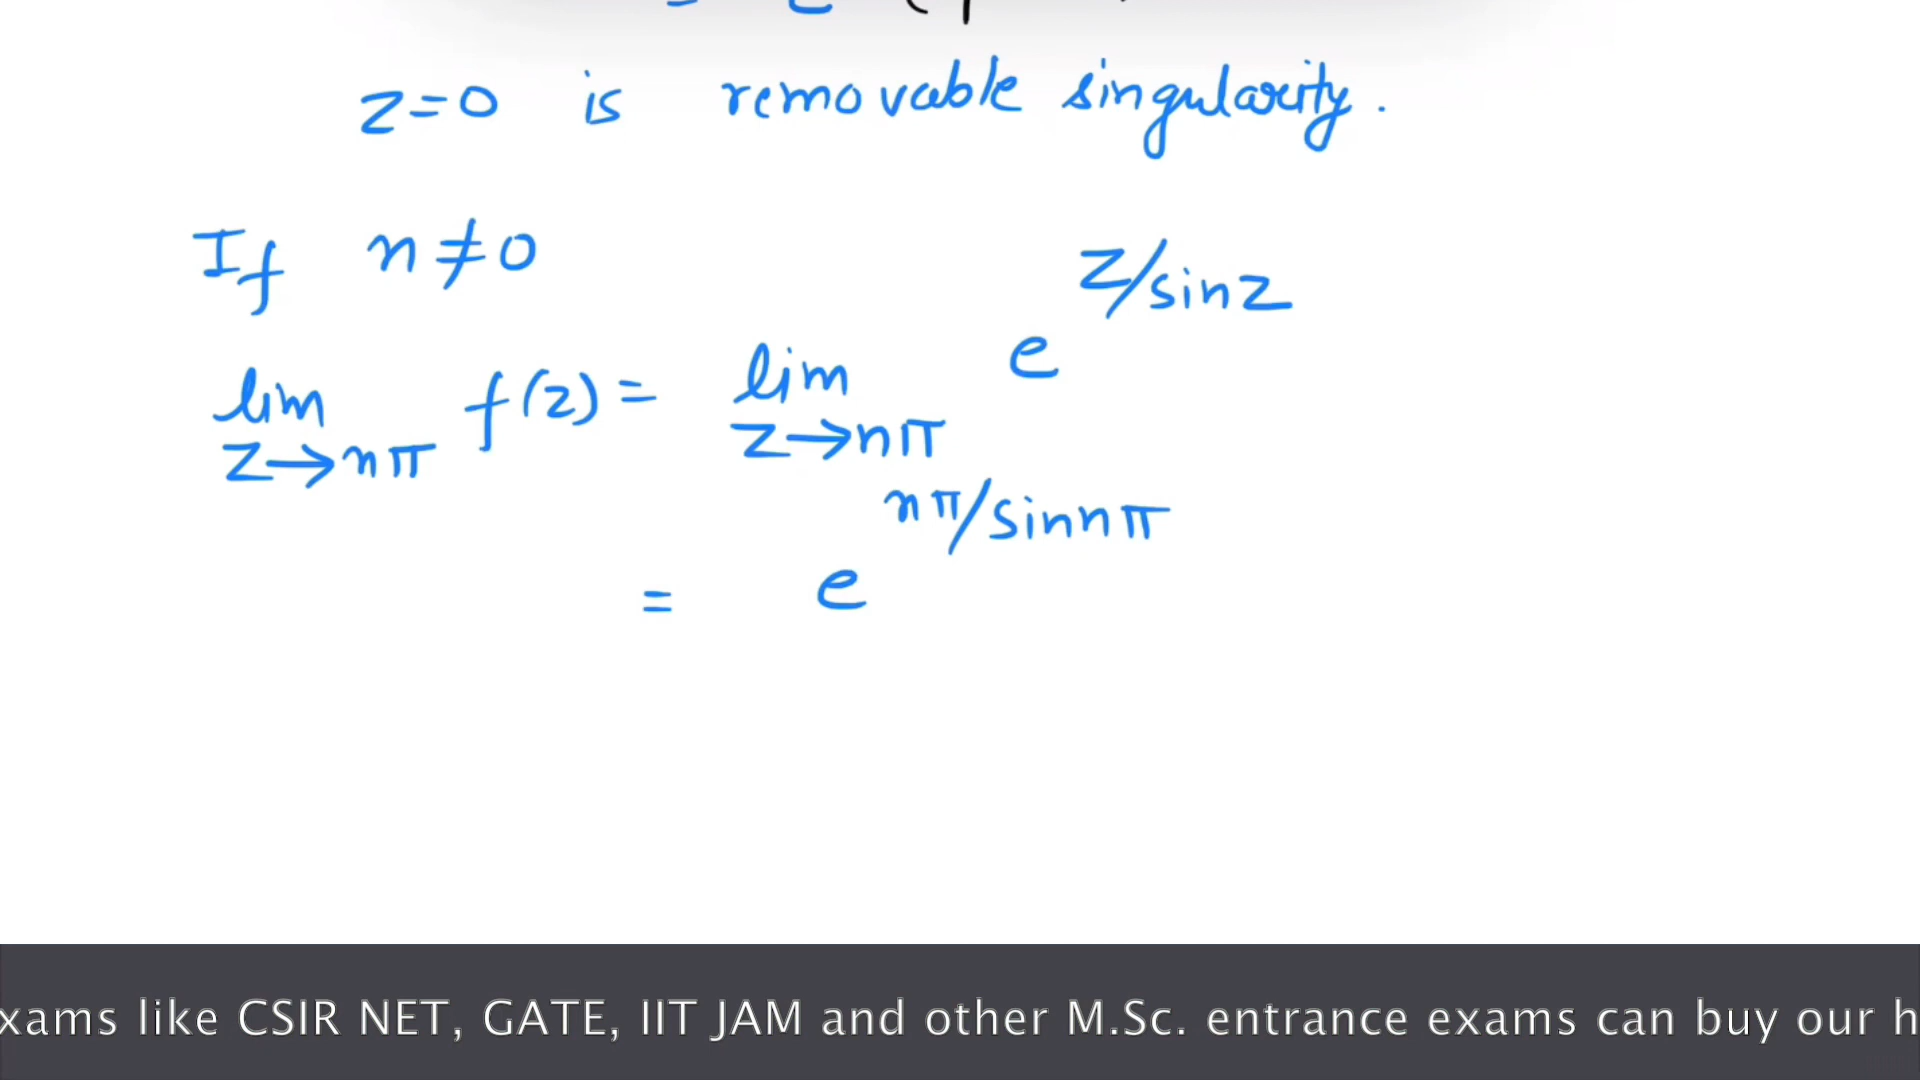 z=0 is removable singularity.
If n≠0
lim z→nπ f(z) = lim z→nπ e^z/sinz
= e^nπ/sinnπ
xams like CSIR NET, GATE, IIT JAM and other M.Sc. entrance exams can buy our h